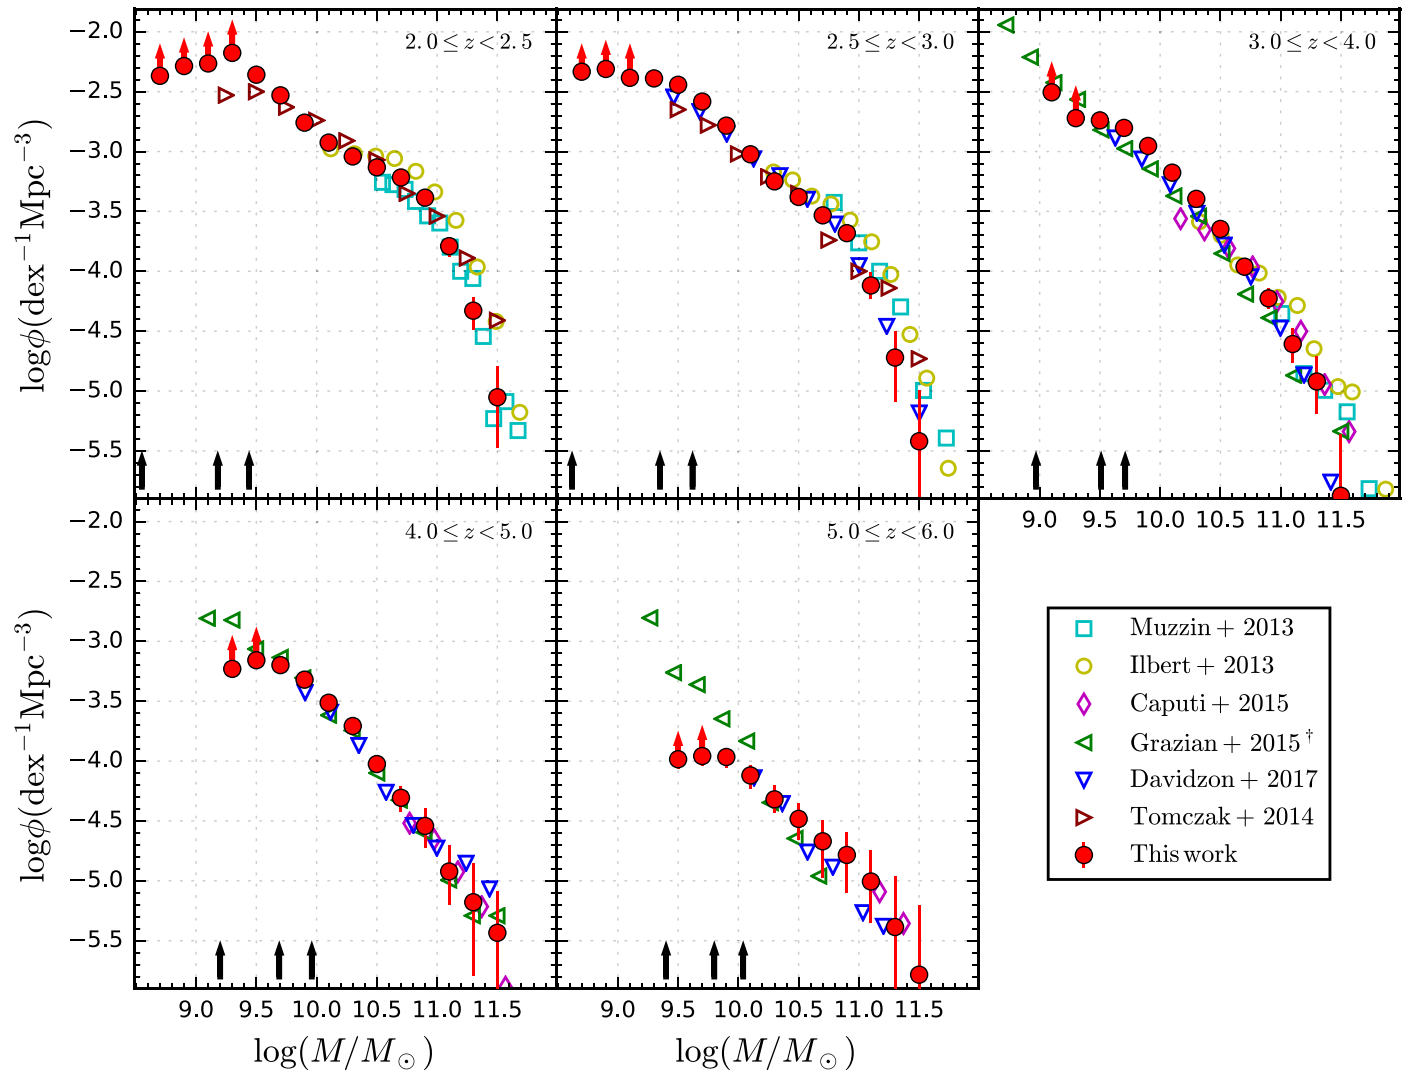 2.0 ≤ z < 2.5
2.5 ≤ z < 3.0
3.0 ≤ z < 4.0
−2.0
−2.5
−3.0
−3.5
−4.0
−4.5
−5.0
−5.5
logϕ(dex⁻¹Mpc⁻³)
9.0 9.5 10.0 10.5 11.0 11.5
4.0 ≤ z < 5.0
5.0 ≤ z < 6.0
−2.0
−2.5
−3.0
−3.5
−4.0
−4.5
−5.0
−5.5
logϕ(dex⁻¹Mpc⁻³)
9.0 9.5 10.0 10.5 11.0 11.5
9.0 9.5 10.0 10.5 11.0 11.5
log(M/M⊙)
log(M/M⊙)
Muzzin + 2013
Ilbert + 2013
Caputi + 2015
Grazian + 2015†
Davidzon + 2017
Tomczak + 2014
This work